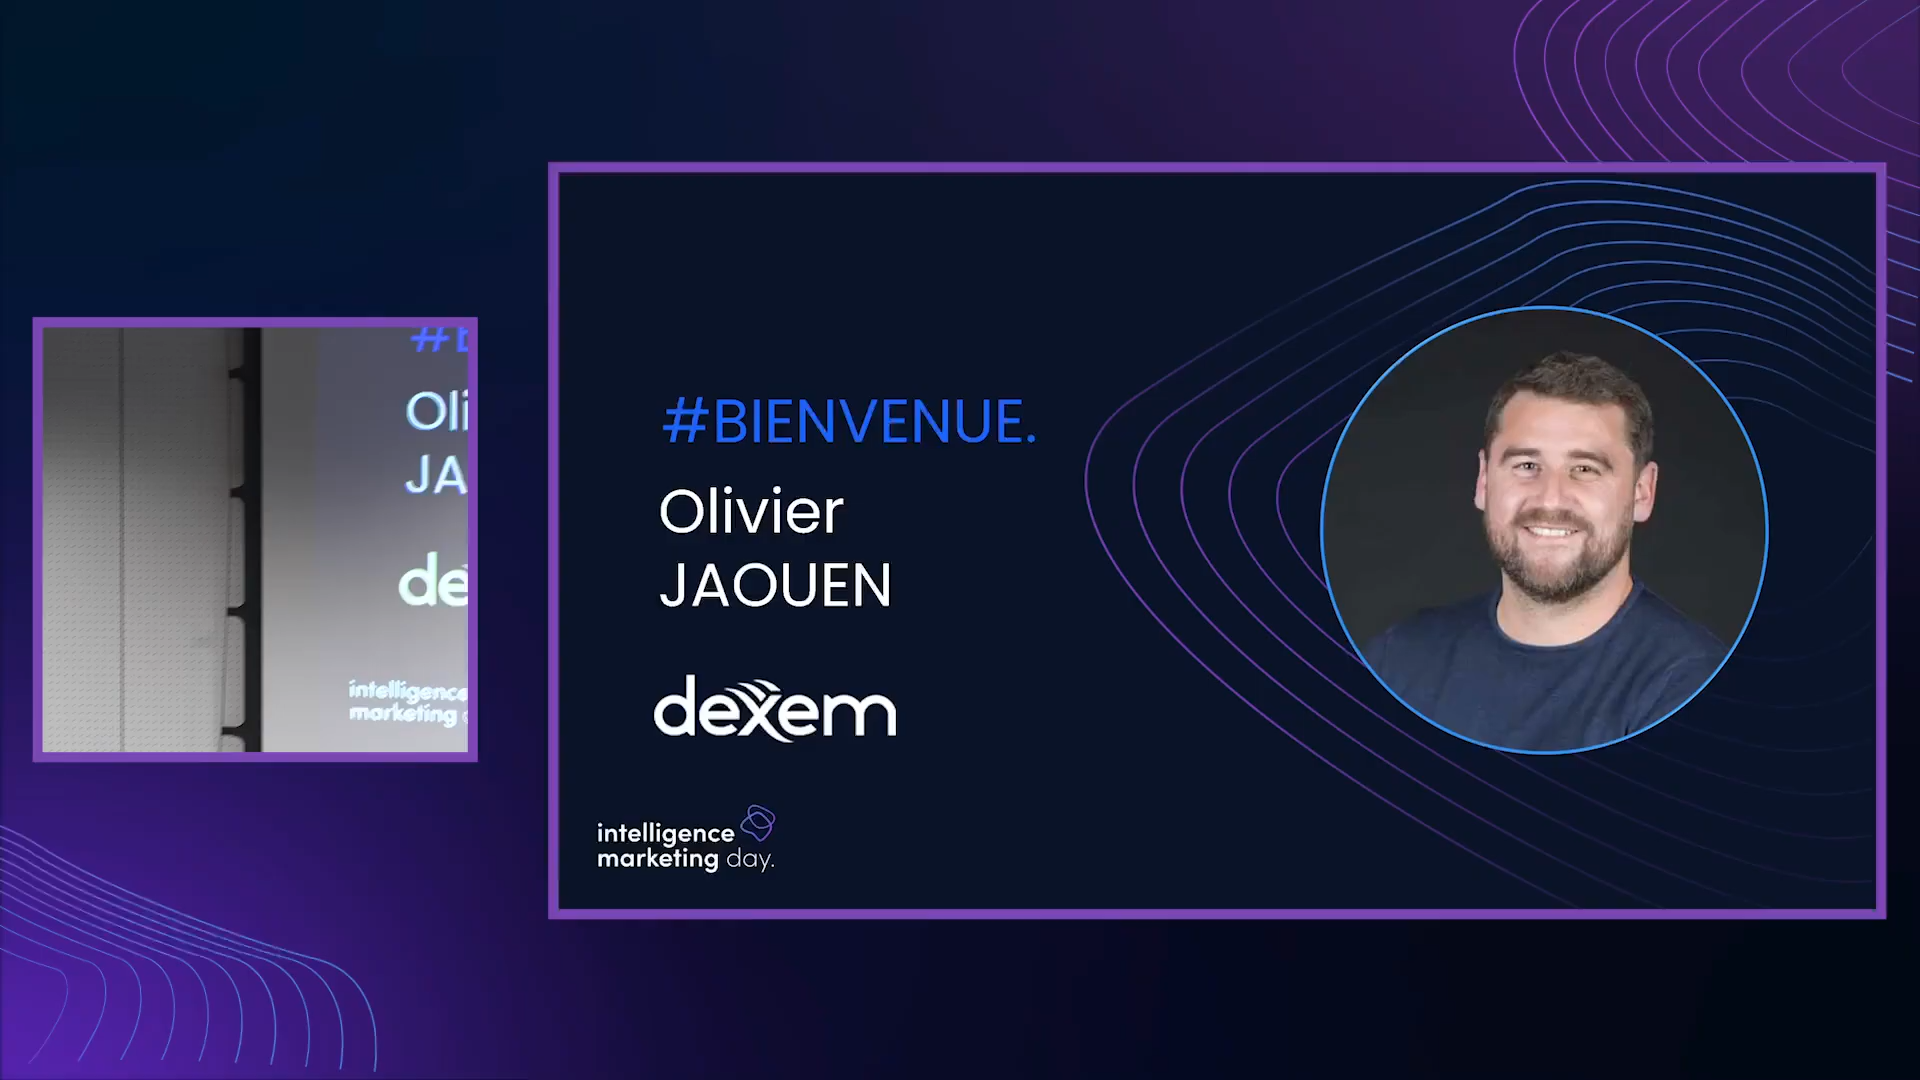 #B
Oli
JA
de
intelligence
marketing
#BIENVENUE.
Olivier
JAOUEN
dexem
intelligence
marketing day.